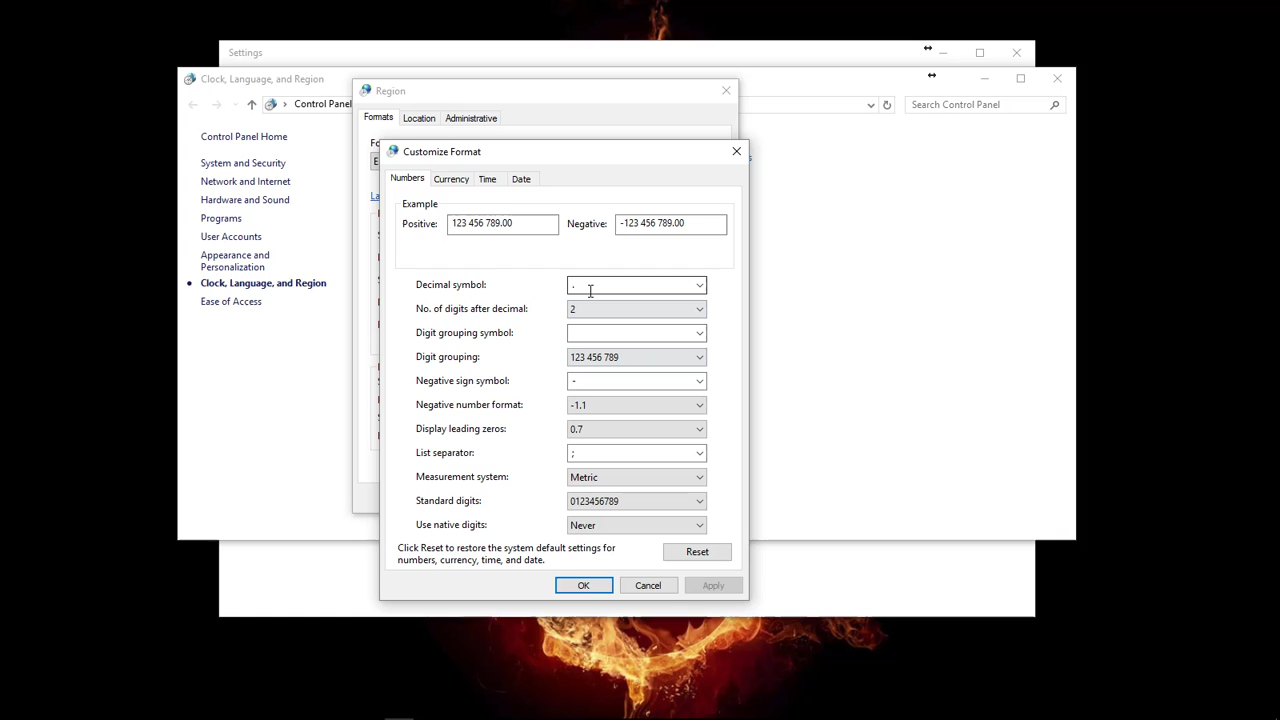 Settings
Clock, Language, and Region
Control Panel
Search Control Panel
Control Panel Home
System and Security
Network and Internet
Hardware and Sound
Programs
User Accounts
Appearance and
Personalization
Clock, Language, and Region
Ease of Access
Region
Formats Location Administrative
Customize Format
Numbers Currency Time Date
Example
Positive: 123 456 789.00 Negative: -123 456 789.00
Decimal symbol: .
No. of digits after decimal: 2
Digit grouping symbol:
Digit grouping: 123 456 789
Negative sign symbol: -
Negative number format: -1.1
Display leading zeros: 0.7
List separator: ;
Measurement system: Metric
Standard digits: 0123456789
Use native digits: Never
Click Reset to restore the system default settings for
numbers, currency, time, and date.
Reset
OK Cancel Apply